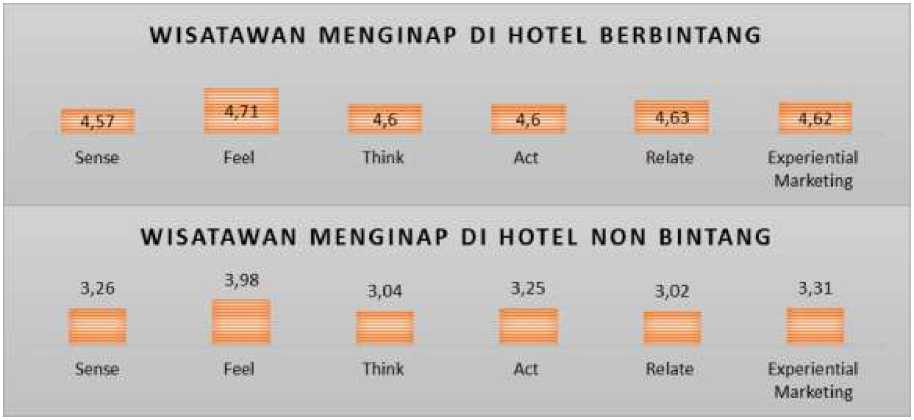 WISATAWAN MENGINAP DI HOTEL BERBINTANG
4,57 4,71 4,6 4,6 4,63 4,62
Sense Feel Think Act Relate Experiential
Marketing
WISATAWAN MENGINAP DI HOTEL NON BINTANG
3,26 3,98 3,04 3,25 3,02 3,31
Sense Feel Think Act Relate Experiential
Marketing